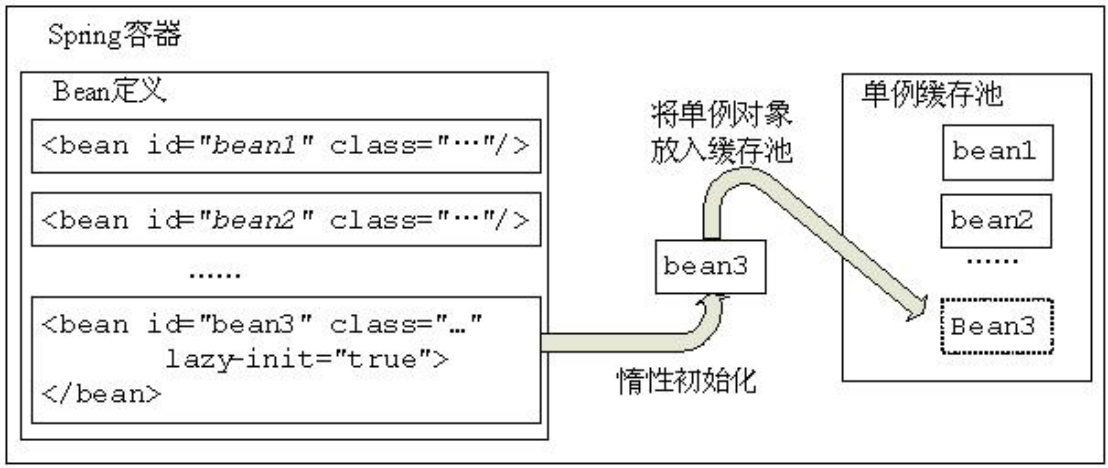 Spring容器
Bean定义
<bean id="bean1" class="…"/>
<bean id="bean2" class="…"/>
……
<bean id="bean3" class="…"
lazy-init="true">
</bean>
将单例对象
放入缓存池
bean3
惰性初始化
单例缓存池
bean1
bean2
……
Bean3